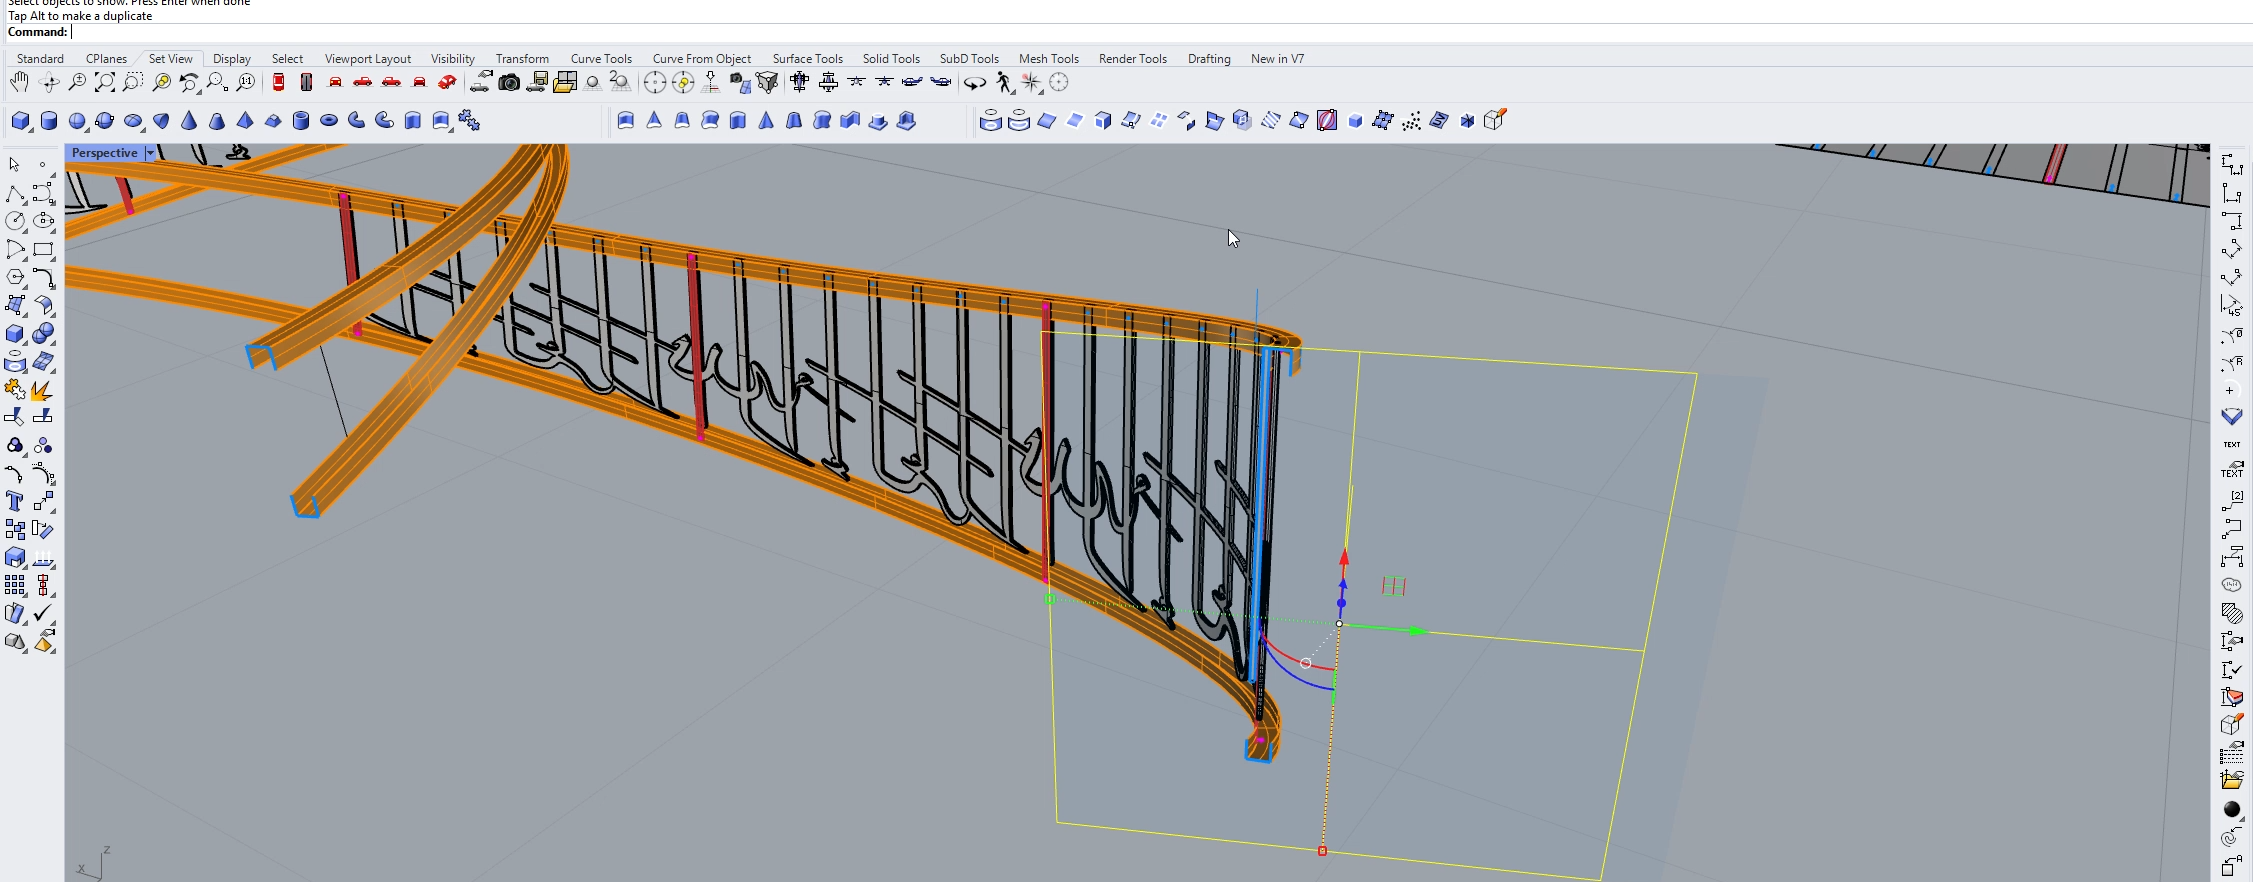 Select objects to show. Press Enter when done
Tap Alt to make a duplicate
Command:
Standard CPlanes Set View Display Select Viewport Layout Visibility Transform Curve Tools Curve From Object Surface Tools Solid Tools SubD Tools Mesh Tools Render Tools Drafting New in V7
Perspective
45°
TEXT
TEXT
[2]
z
x